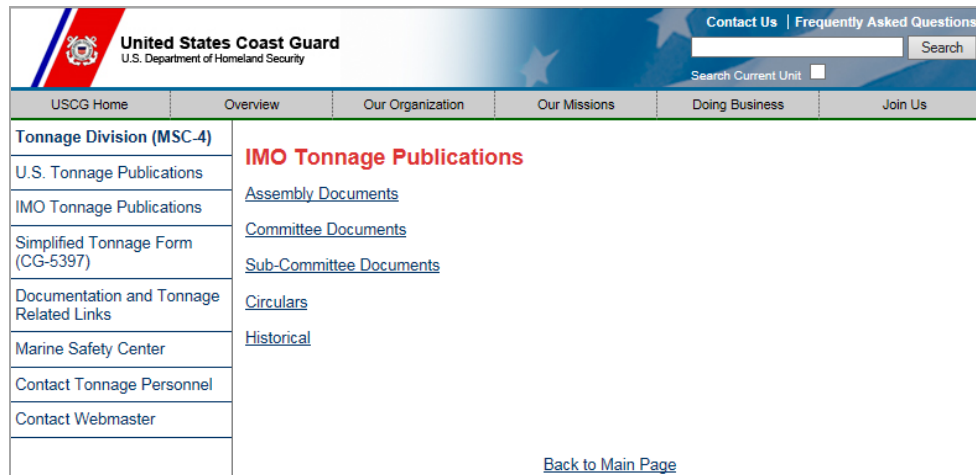 Contact Us | Frequently Asked Questions
United States Coast Guard
U.S. Department of Homeland Security
Search
Search Current Unit
USCG Home Overview Our Organization Our Missions Doing Business Join Us
Tonnage Division (MSC-4)
U.S. Tonnage Publications
IMO Tonnage Publications
Simplified Tonnage Form
(CG-5397)
Documentation and Tonnage
Related Links
Marine Safety Center
Contact Tonnage Personnel
Contact Webmaster
IMO Tonnage Publications
Assembly Documents
Committee Documents
Sub-Committee Documents
Circulars
Historical
Back to Main Page